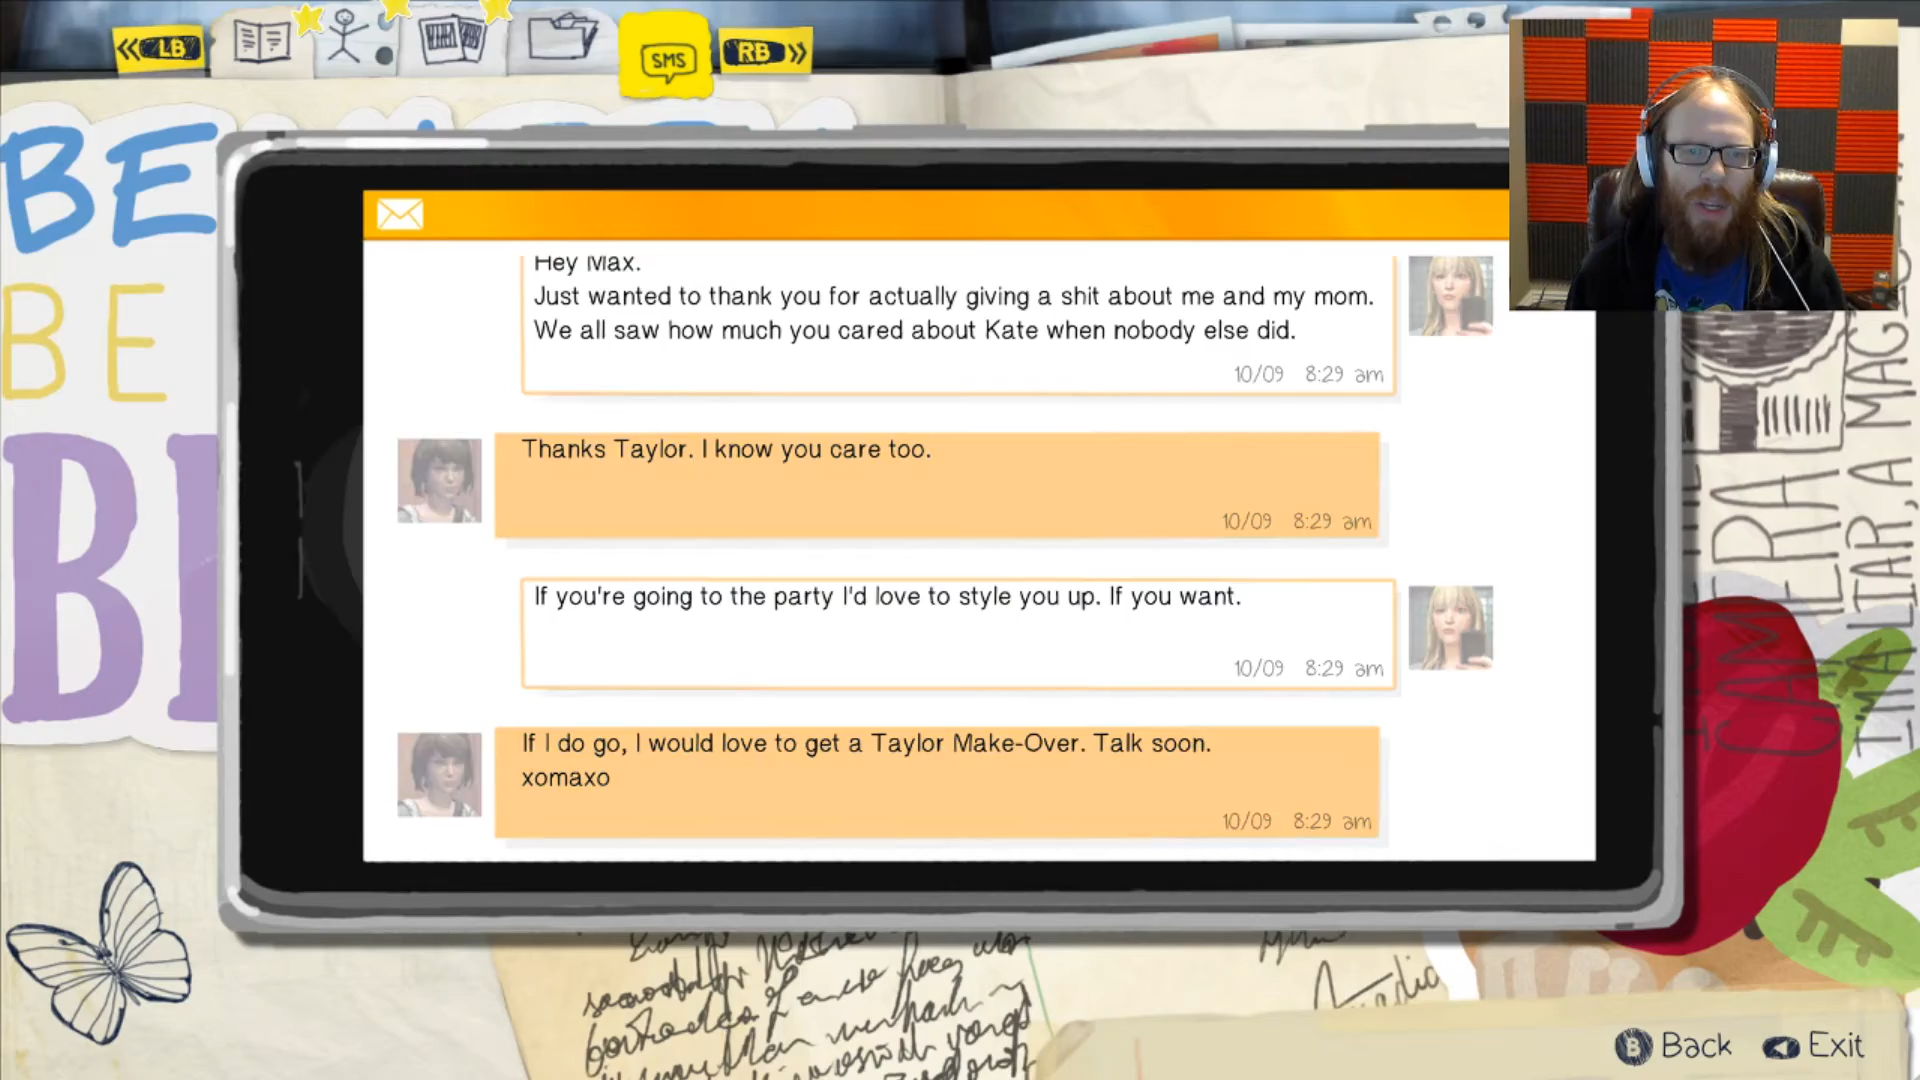 LB
SMS
RB
BE
BE
Hey Max.
Just wanted to thank you for actually giving a shit about me and my mom.
We all saw how much you cared about Kate when nobody else did.
10/09 8:29 am
Thanks Taylor. I know you care too.
10/09 8:29 am
If you're going to the party I'd love to style you up. If you want.
10/09 8:29 am
If I do go, I would love to get a Taylor Make-Over. Talk soon.
xomaxo
10/09 8:29 am
CAMERA
LIAR, A MAGIC
B Back
Exit